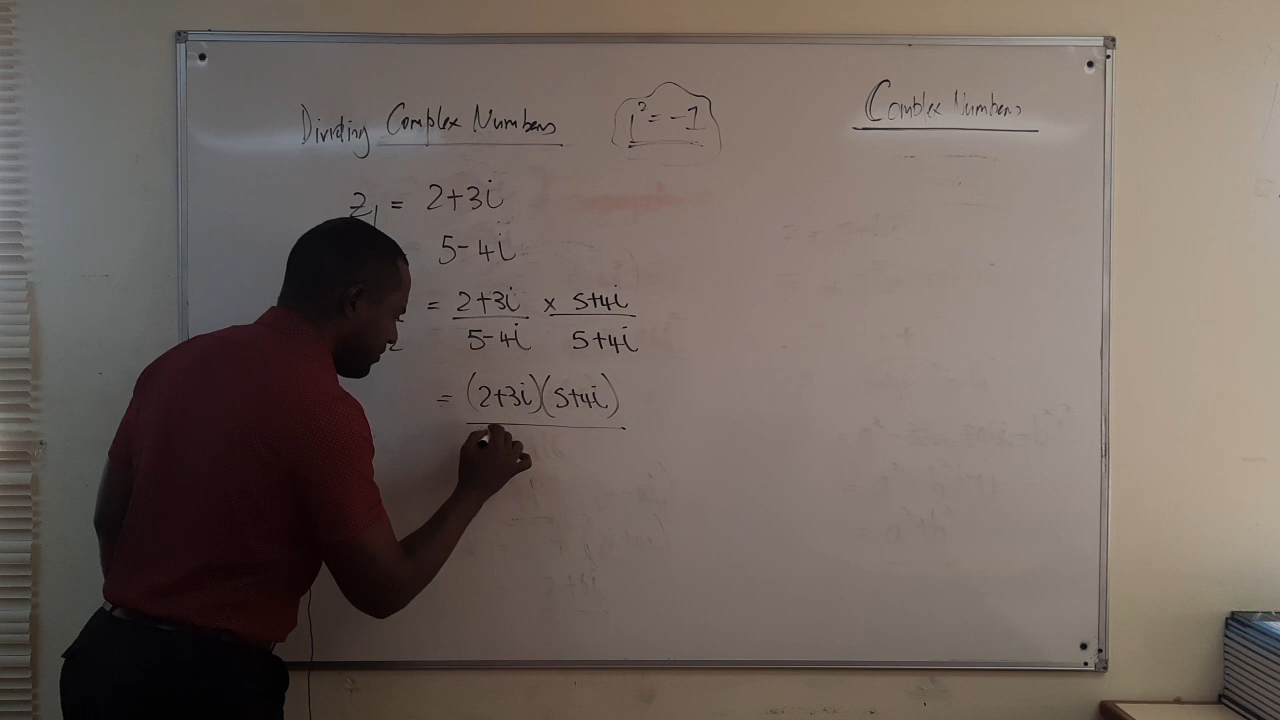 Dividing Complex Numbers
i² = -1
Complex Numbers
Z₁ = 2+3i
5-4i
= 2+3i × 5+4i
5-4i 5+4i
= (2+3i)(5+4i)